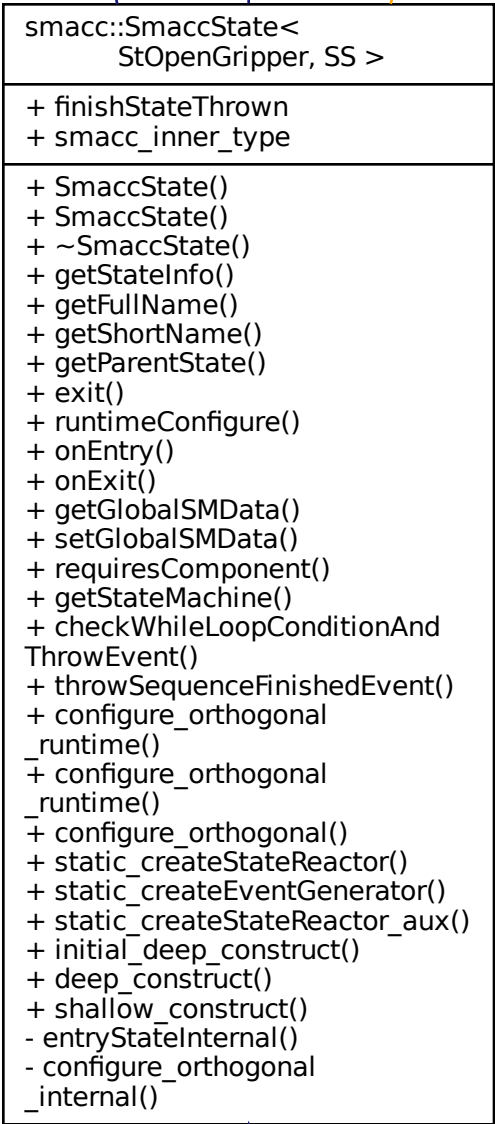 smacc::SmaccState<
StOpenGripper, SS >
+ finishStateThrown
+ smacc_inner_type
+ SmaccState()
+ SmaccState()
+ ~SmaccState()
+ getStateInfo()
+ getFullName()
+ getShortName()
+ getParentState()
+ exit()
+ runtimeConfigure()
+ onEntry()
+ onExit()
+ getGlobalSMData()
+ setGlobalSMData()
+ requiresComponent()
+ getStateMachine()
+ checkWhileLoopConditionAnd
ThrowEvent()
+ throwSequenceFinishedEvent()
+ configure_orthogonal
_runtime()
+ configure_orthogonal
_runtime()
+ configure_orthogonal()
+ static_createStateReactor()
+ static_createEventGenerator()
+ static_createStateReactor_aux()
+ initial_deep_construct()
+ deep_construct()
+ shallow_construct()
- entryStateInternal()
- configure_orthogonal
_internal()